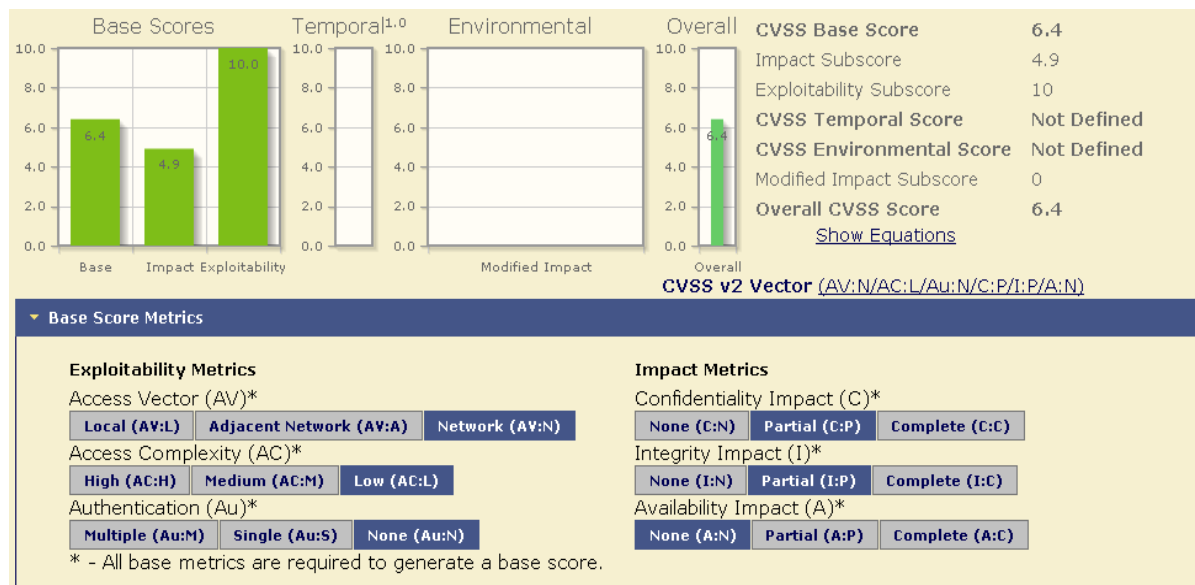 Base Scores
Temporal
Environmental
Overall
1.0
10.0
8.0
6.0
4.0
2.0
0.0
6.4
4.9
10.0
Base
Impact
Exploitability
10.0
8.0
6.0
4.0
2.0
0.0
10.0
8.0
6.0
4.0
2.0
0.0
Modified Impact
10.0
8.0
6.0
4.0
2.0
0.0
6.4
Overall
CVSS Base Score 6.4
Impact Subscore 4.9
Exploitability Subscore 10
CVSS Temporal Score Not Defined
CVSS Environmental Score Not Defined
Modified Impact Subscore 0
Overall CVSS Score 6.4
Show Equations
CVSS v2 Vector (AV:N/AC:L/Au:N/C:P/I:P/A:N)
Base Score Metrics
Exploitability Metrics
Access Vector (AV)*
Local (AV:L) Adjacent Network (AV:A) Network (AV:N)
Access Complexity (AC)*
High (AC:H) Medium (AC:M) Low (AC:L)
Authentication (Au)*
Multiple (Au:M) Single (Au:S) None (Au:N)
* - All base metrics are required to generate a base score.
Impact Metrics
Confidentiality Impact (C)*
None (C:N) Partial (C:P) Complete (C:C)
Integrity Impact (I)*
None (I:N) Partial (I:P) Complete (I:C)
Availability Impact (A)*
None (A:N) Partial (A:P) Complete (A:C)